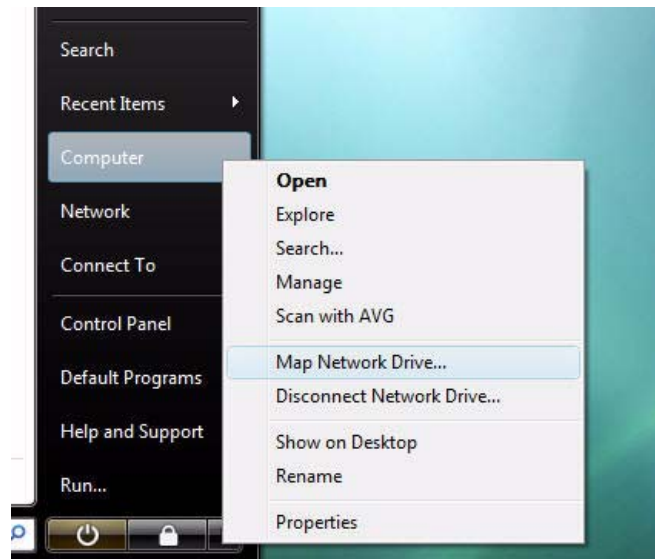 Search
Recent Items
Computer
Network
Connect To
Control Panel
Default Programs
Help and Support
Run...
Open
Explore
Search...
Manage
Scan with AVG
Map Network Drive...
Disconnect Network Drive...
Show on Desktop
Rename
Properties